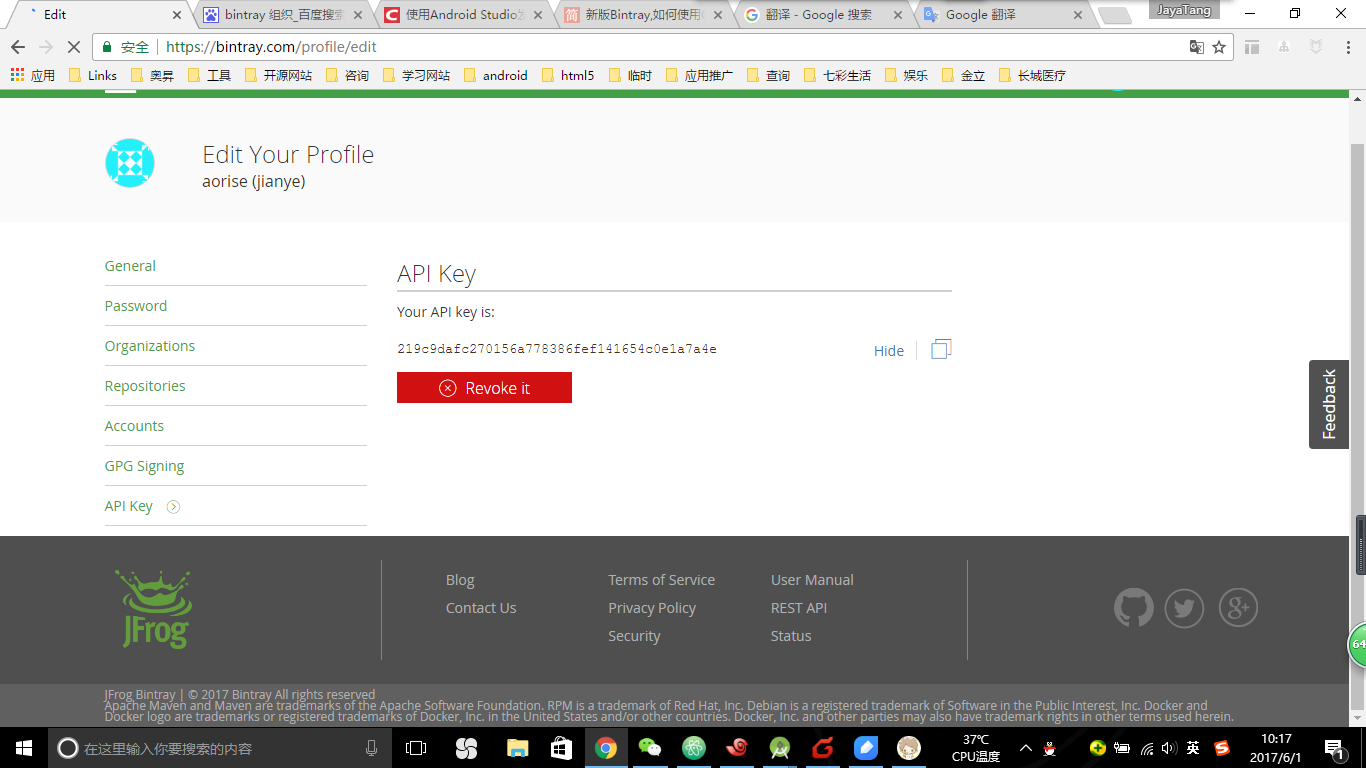 Edit
bintray 组织_百度搜索
使用Android Studio发
新版Bintray,如何使用
翻译 - Google 搜索
Google 翻译
JayaTang
安全
https://bintray.com/profile/edit
应用
Links
奥昇
工具
开源网站
咨询
学习网站
android
html5
临时
应用推广
查询
七彩生活
娱乐
金立
长城医疗
Edit Your Profile
aorise (jianye)
General
Password
Organizations
Repositories
Accounts
GPG Signing
API Key
API Key
Your API key is:
219c9dafc270156a778386fef141654c0e1a7a4e
Hide
Revoke it
Feedback
JFrog
Blog
Contact Us
Terms of Service
Privacy Policy
Security
User Manual
REST API
Status
64
JFrog Bintray | © 2017 Bintray All rights reserved
Apache Maven and Maven are trademarks of the Apache Software Foundation. RPM is a trademark of Red Hat, Inc. Debian is a registered trademark of Software in the Public Interest, Inc. Docker and
Docker logo are trademarks or registered trademarks of Docker, Inc. in the United States and/or other countries. Docker, Inc. and other parties may also have trademark rights in other terms used herein.
在这里输入你要搜索的内容
37℃
CPU温度
英
10:17
2017/6/1
1